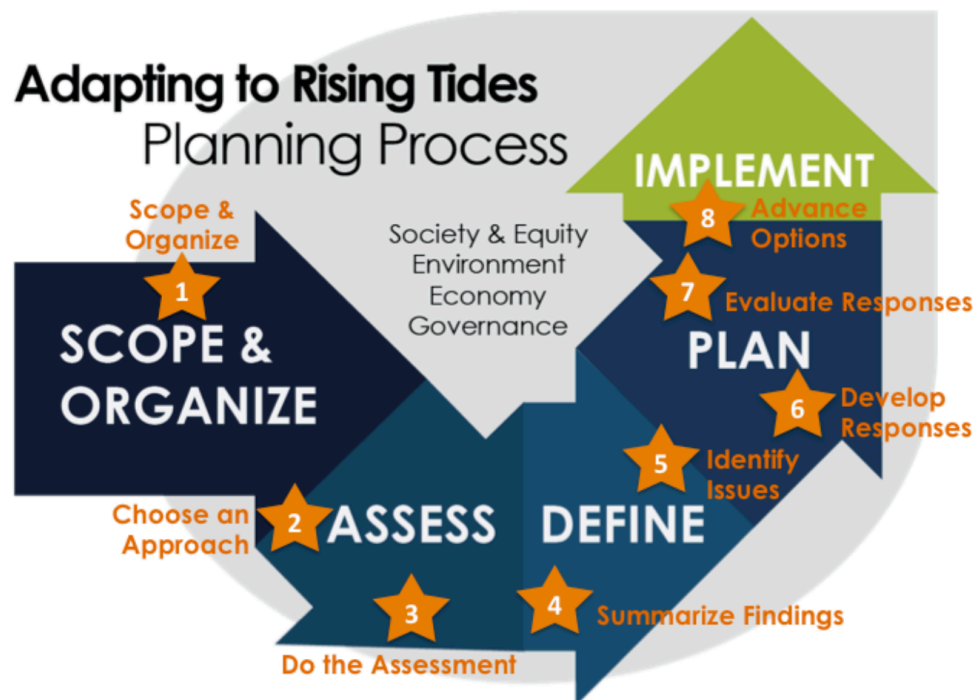 Adapting to Rising Tides
Planning Process
Society & Equity
Environment
Economy
Governance
Scope &
Organize
1
SCOPE &
ORGANIZE
Choose an
Approach
2
ASSESS
3
Do the Assessment
DEFINE
4
Summarize Findings
5
Identify
Issues
PLAN
6
Develop
Responses
7
Evaluate Responses
IMPLEMENT
8
Advance
Options